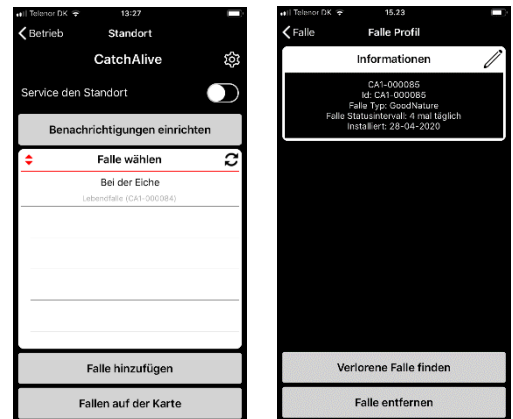 Telenor DK
13:27
Betrieb
Standort
CatchAlive
Service den Standort
Benachrichtigungen einrichten
Falle wählen
Bei der Eiche
Lebendfalle (CA1-000084)
Falle hinzufügen
Fallen auf der Karte
Telenor DK
15.23
Falle
Falle Profil
Informationen
CA1-000085
Id: CA1-000085
Falle Typ: GoodNature
Falle Statusintervall: 4 mal täglich
Installiert: 28-04-2020
Verlorene Falle finden
Falle entfernen